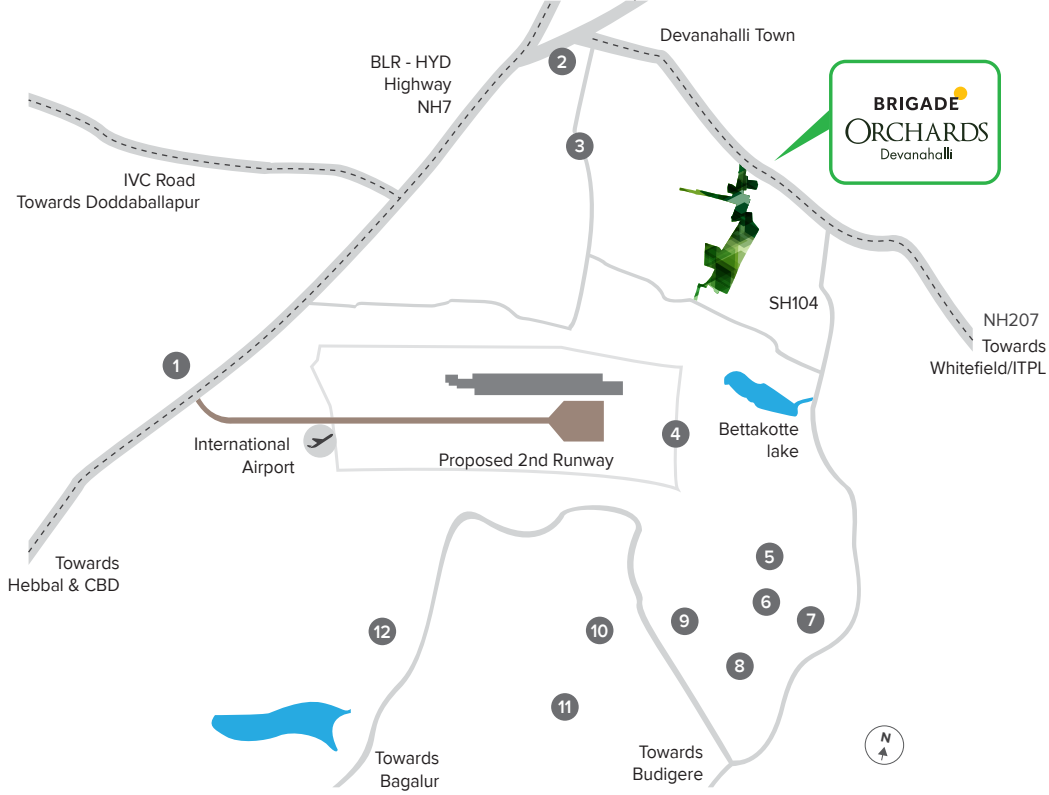 Devanahalli Town
2
BLR - HYD
Highway
NH7
BRIGADE
ORCHARDS
Devanahalli
3
IVC Road
Towards Doddaballapur
SH104
NH207
Towards
Whitefield/ITPL
1
International
Airport
Proposed 2nd Runway
4
Bettakotte
lake
Towards
Hebbal & CBD
5
6
7
9
10
12
8
11
Towards
Bagalur
Towards
Budigere
N